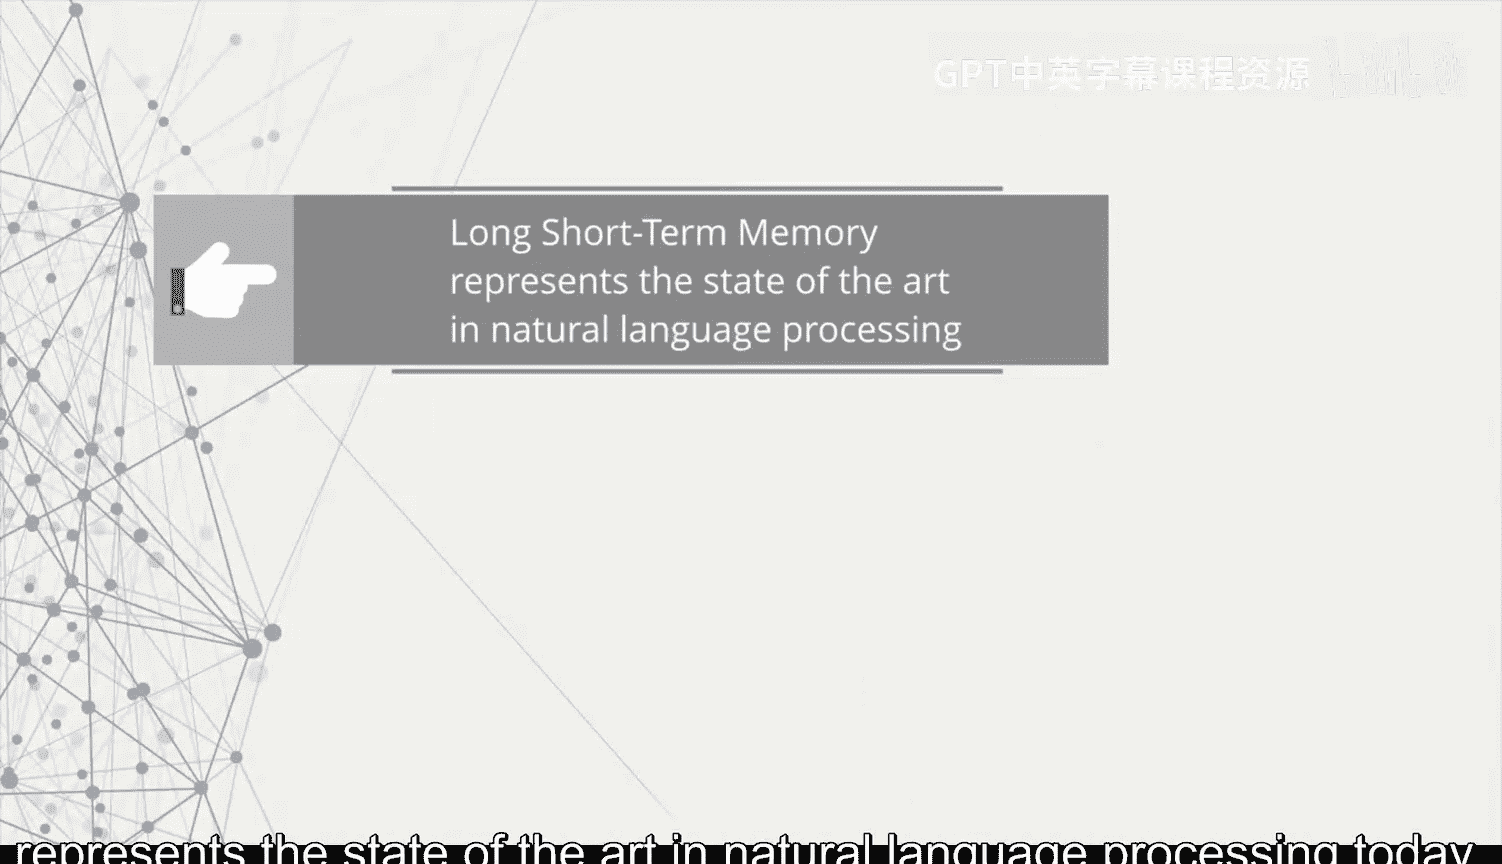 GPT中英字幕课程资源
Long Short-Term Memory
represents the state of the art
in natural language processing
represents the state of the art in natural language processing today